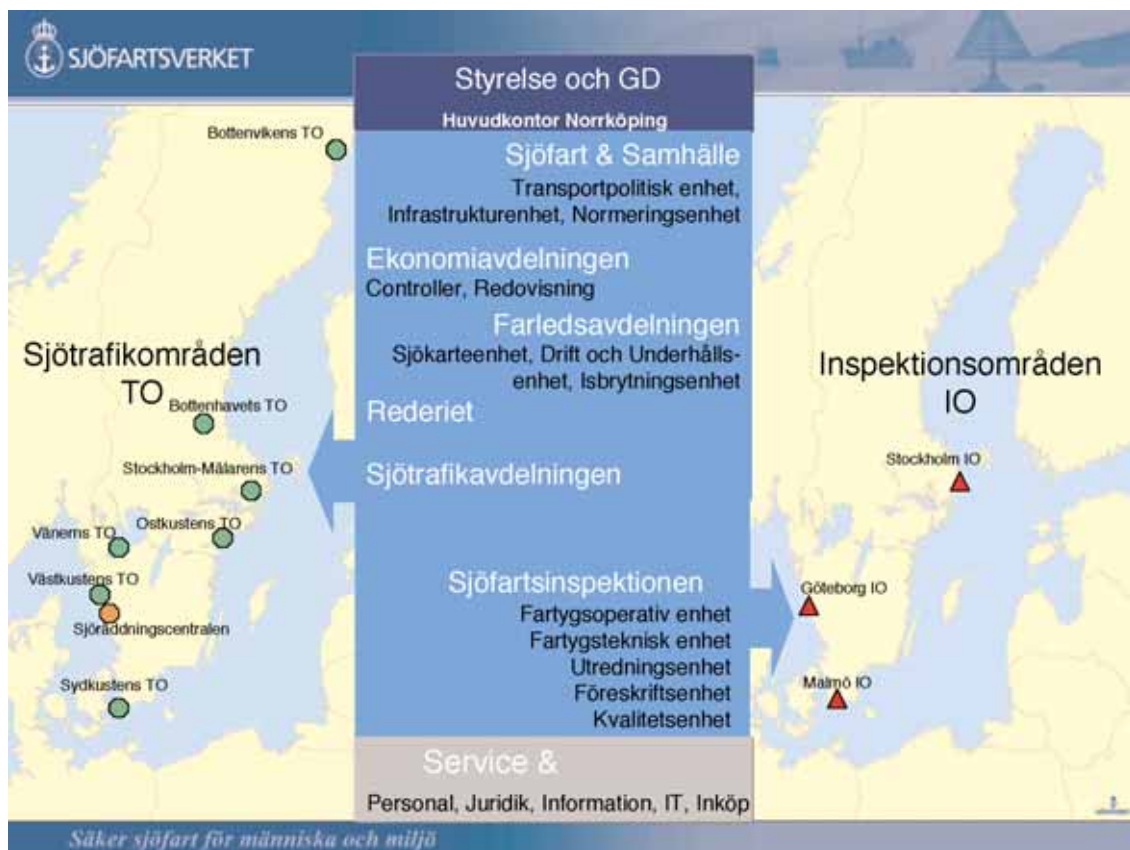 SJÖFARTSVERKET
Styrelse och GD
Huvudkontor Norrköping
Sjöfart & Samhälle
Transportpolitisk enhet,
Infrastrukturenhet, Normeringsenhet
Ekonomiavdelningen
Controller, Redovisning
Farledsavdelningen
Sjökarteenhet, Drift och Underhålls-
enhet, Isbrytningsenhet
Rederiet
Sjötrafikavdelningen
Sjöfartsinspektionen
Fartygsoperativ enhet
Fartygsteknisk enhet
Utredningsenhet
Föreskriftsenhet
Kvalitetsenhet
Service &
Personal, Juridik, Information, IT, Inköp
Bottenvikens TO
Sjötrafikområden
TO
Bottenhavets TO
Stockholm-Mälarens TO
Ostkustens TO
Vänerns TO
Västkustens TO
Sjöräddningscentralen
Sydkustens TO
Inspektionsområden
IO
Stockholm IO
Göteborg IO
Malmö IO
Säker sjöfart för människa och miljö